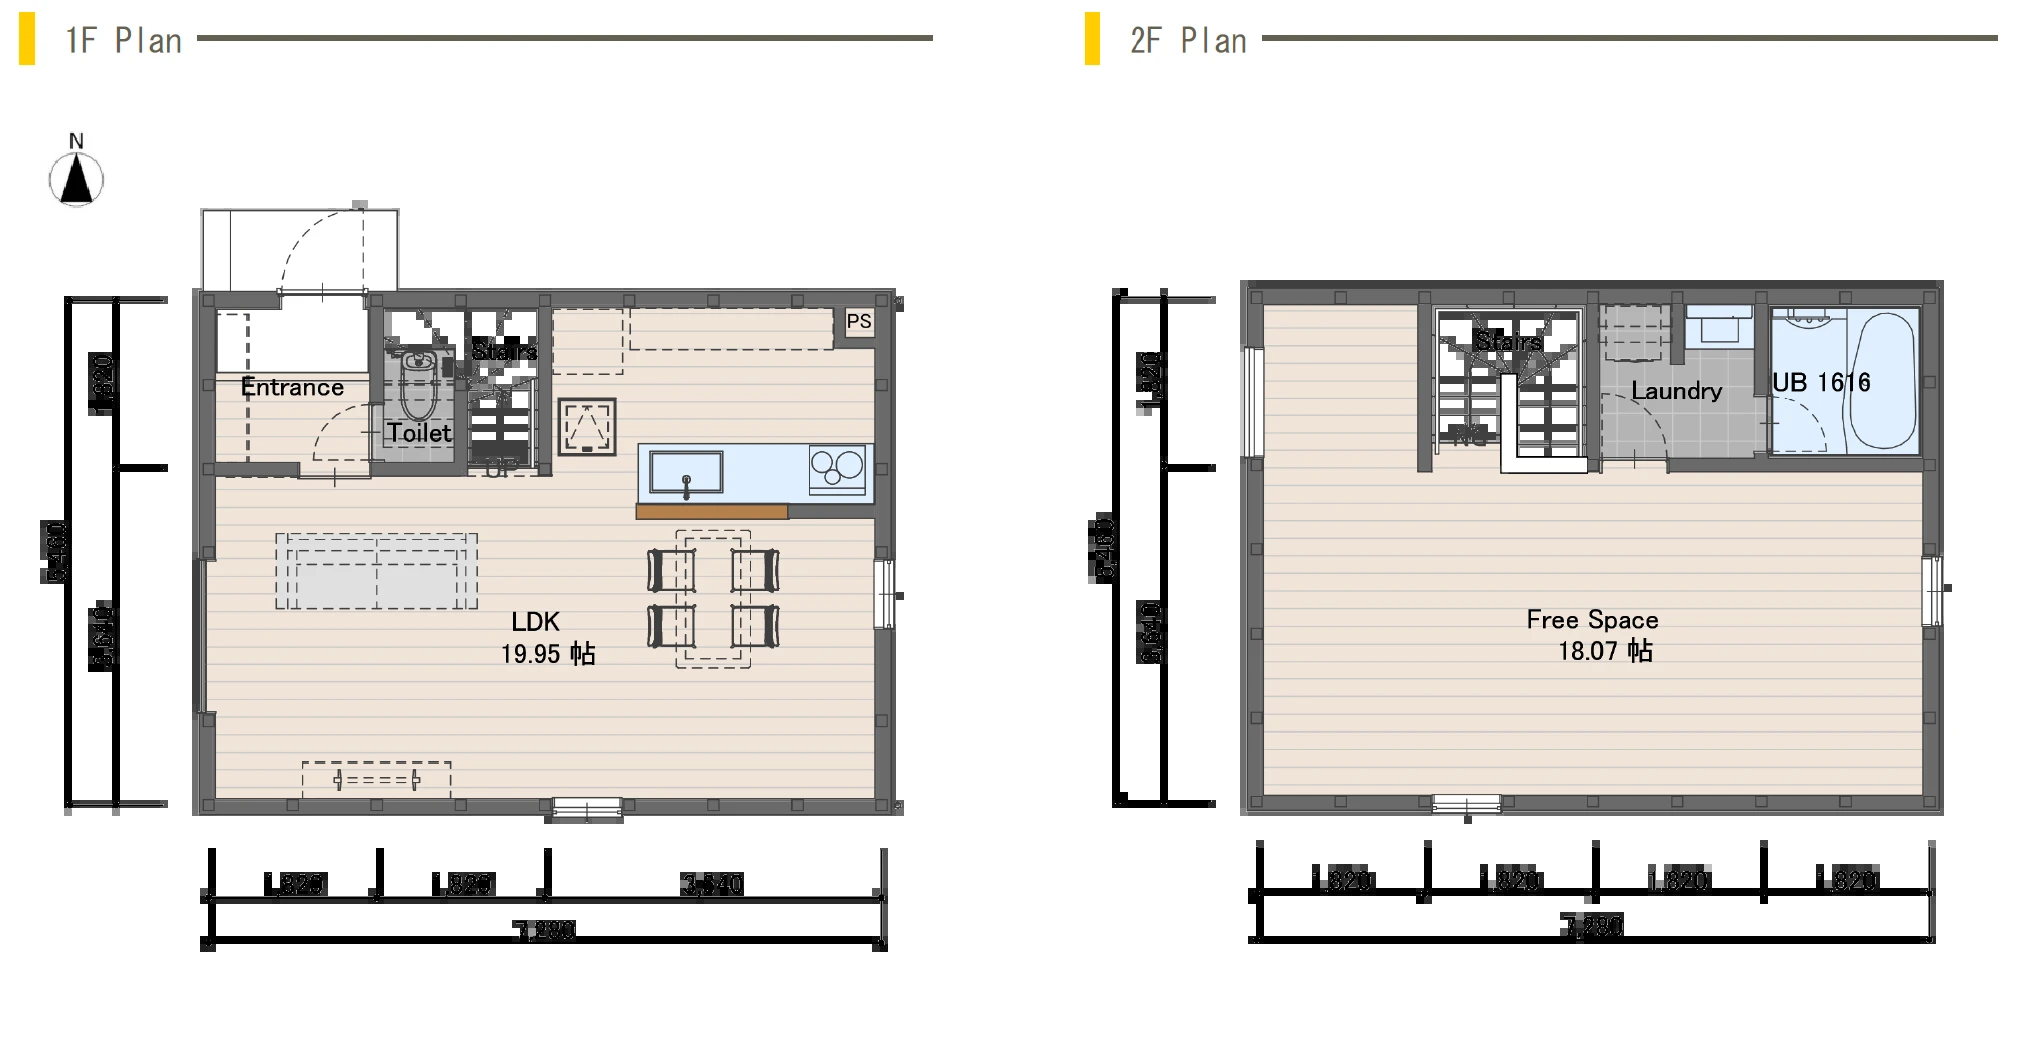 1F Plan
2F Plan
N
PS
Stairs
Entrance
Toilet
UP
LDK
19.95 帖
1,820
3,640
5,460
1,820
1,820
3,640
7,280
Stairs
Laundry
UB 1616
Free Space
18.07 帖
1,820
3,640
5,460
1,820
1,820
1,820
1,820
7,280